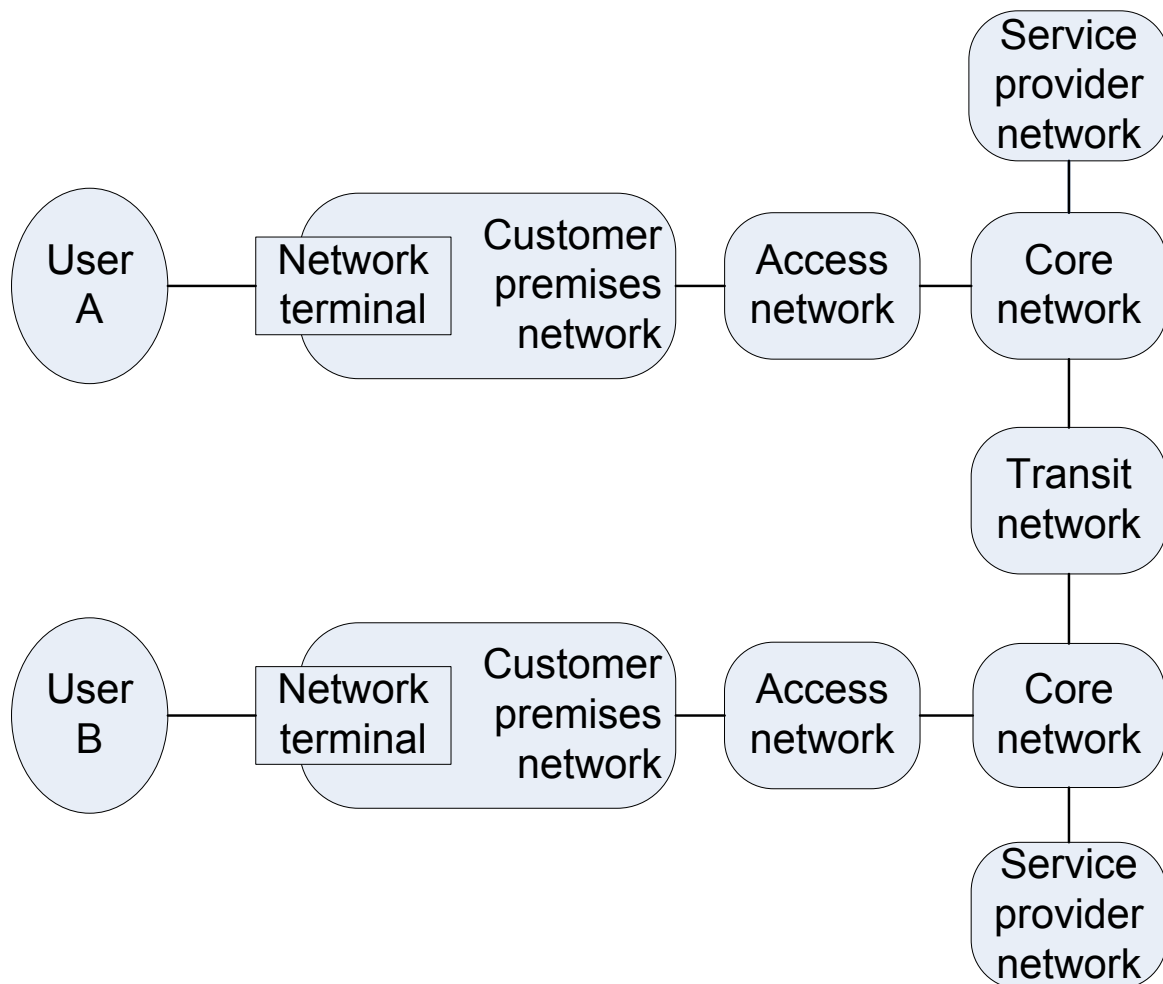 Service
provider
network
User
A
Network
terminal
Customer
premises
network
Access
network
Core
network
Transit
network
User
B
Network
terminal
Customer
premises
network
Access
network
Core
network
Service
provider
network